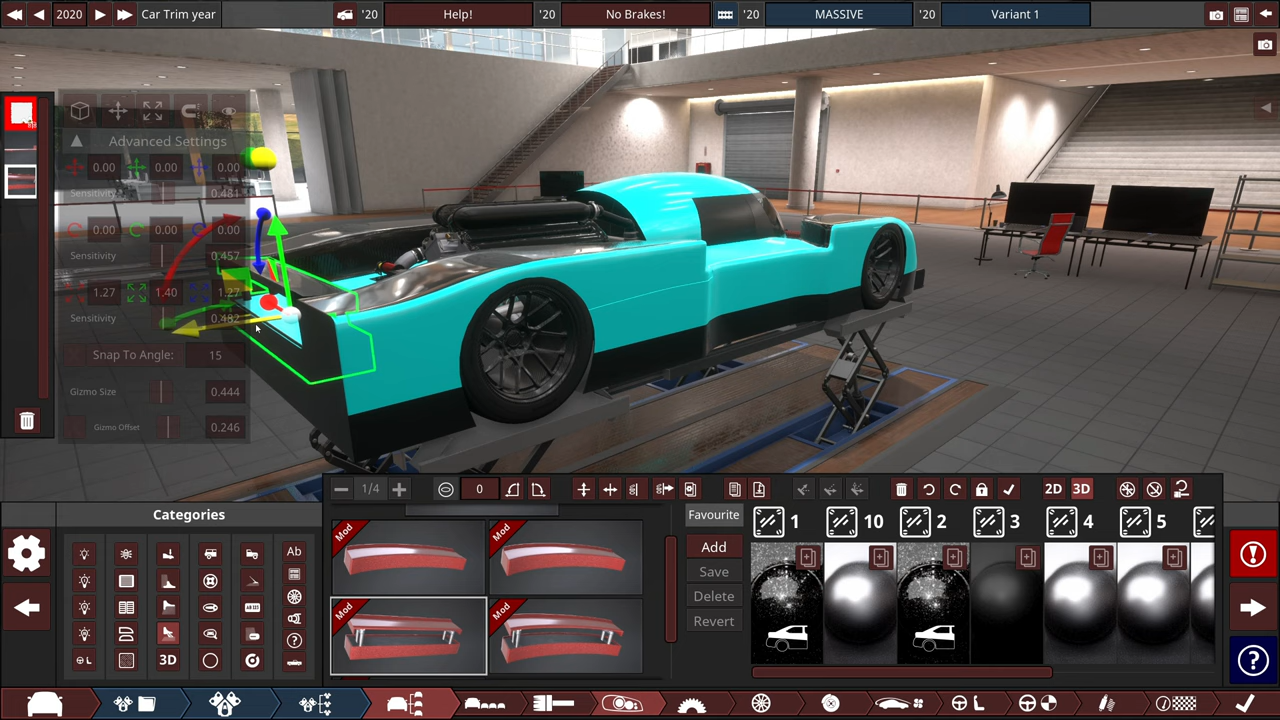 2020 Car Trim year '20 Help! '20 No Brakes! '20 MASSIVE '20 Variant 1
Advanced Settings
0.00 0.00 0.00
Sensitivity 0.481
0.00 0.00 0.00
Sensitivity 0.457
1.27 1.40 1.27
Sensitivity 0.482
Snap To Angle: 15
Gizmo Size 0.444
Gizmo Offset 0.246
1/4 0 2D 3D
Categories
Ab
3D
L
Mod Mod
Mod Mod
Favourite
Add
Save
Delete
Revert
1 10 2 3 4 5